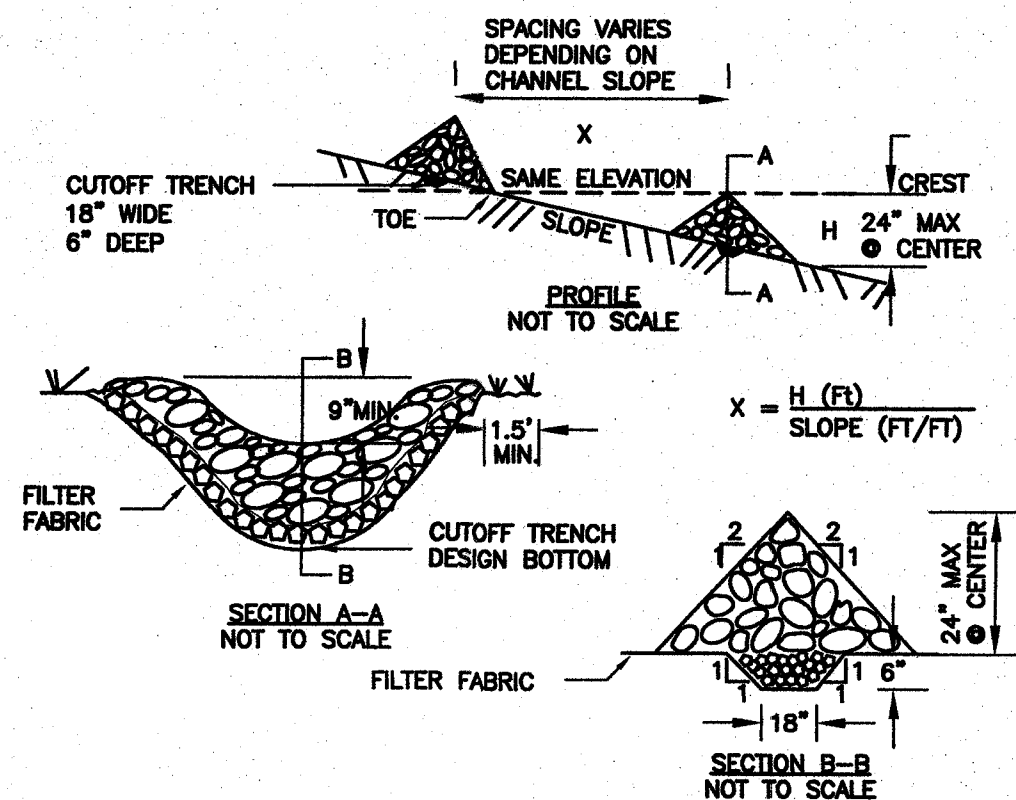 SPACING VARIES
DEPENDING ON
CHANNEL SLOPE
X
A
CUTOFF TRENCH
18" WIDE
6" DEEP
SAME ELEVATION
CREST
TOE
SLOPE
H
24" MAX
@ CENTER
A
PROFILE
NOT TO SCALE
B
9"MIN.
1.5'
MIN.
X = H (Ft)
SLOPE (FT/FT)
FILTER
FABRIC
CUTOFF TRENCH
DESIGN BOTTOM
B
SECTION A-A
NOT TO SCALE
2
1
2
1
24" MAX
@ CENTER
FILTER FABRIC
1
1
1
1
6"
18"
SECTION B-B
NOT TO SCALE